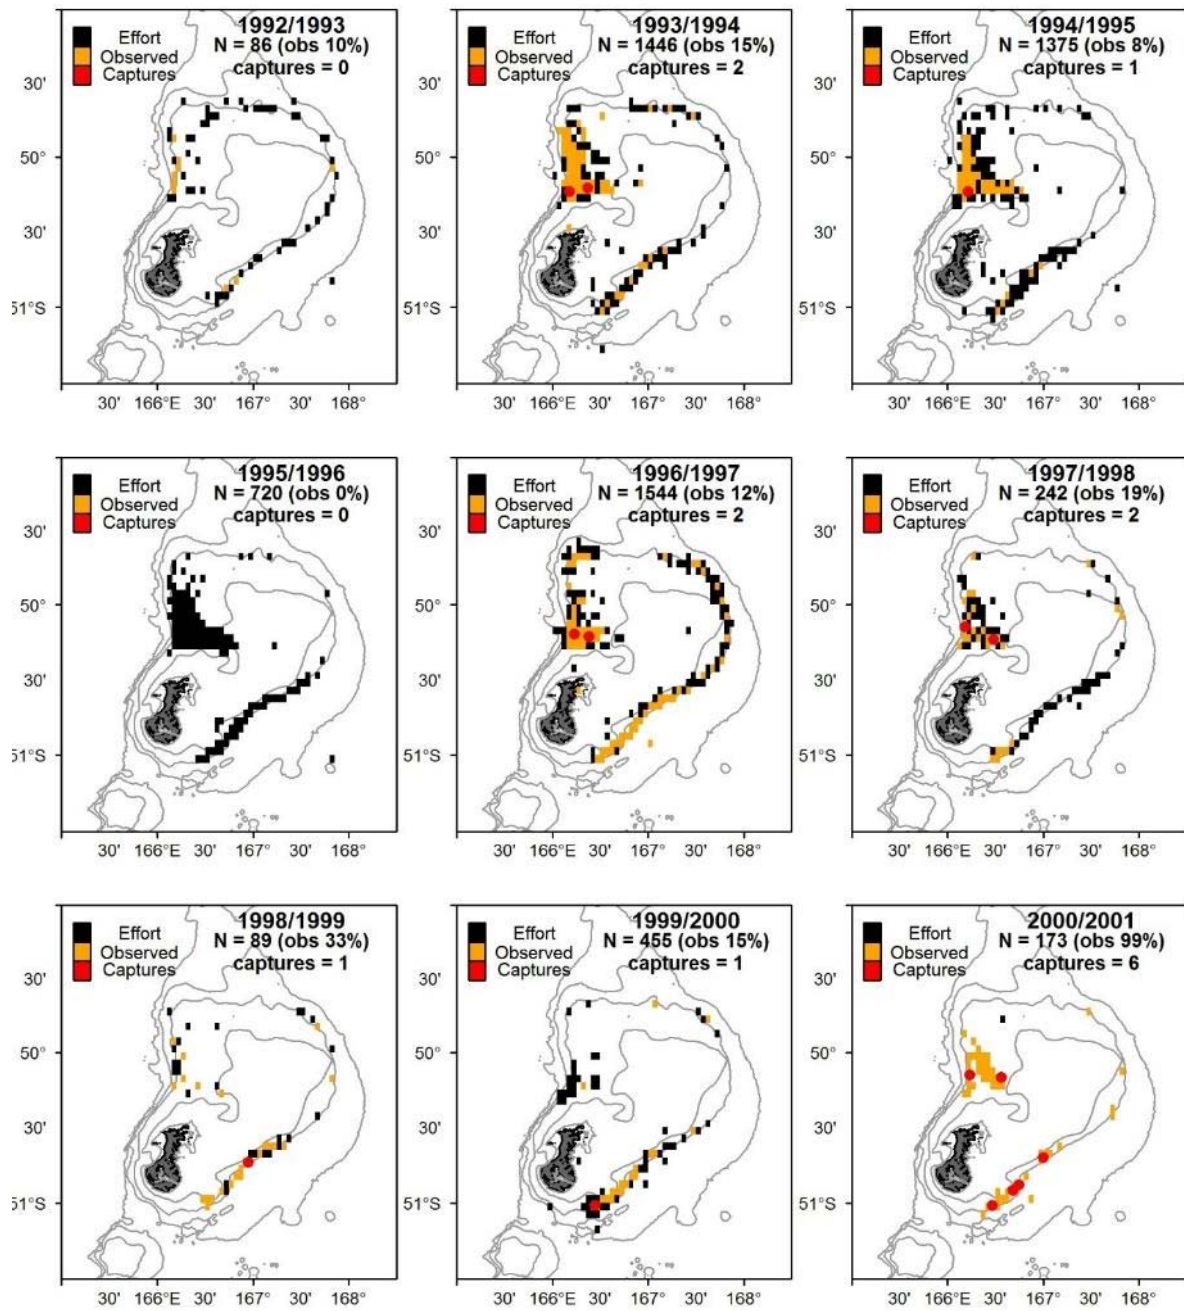 1992/1993
Effort
N = 86 (obs 10%)
Observed
captures = 0
Captures
30'
50°
30'
51°S
30' 166°E 30' 167° 30' 168°
1993/1994
Effort
N = 1446 (obs 15%)
Observed
captures = 2
Captures
30' 166°E 30' 167° 30' 168°
1994/1995
Effort
N = 1375 (obs 8%)
Observed
captures = 1
Captures
30'
50°
30'
51°S
30' 166°E 30' 167° 30' 168°
1995/1996
Effort
N = 720 (obs 0%)
Observed
captures = 0
Captures
30'
50°
30'
51°S
30' 166°E 30' 167° 30' 168°
1996/1997
Effort
N = 1544 (obs 12%)
Observed
captures = 2
Captures
30'
50°
30'
51°S
30' 166°E 30' 167° 30' 168°
1997/1998
Effort
N = 242 (obs 19%)
Observed
captures = 2
Captures
30'
50°
30'
51°S
30' 166°E 30' 167° 30' 168°
1998/1999
Effort
N = 89 (obs 33%)
Observed
captures = 1
Captures
30'
50°
30'
51°S
30' 166°E 30' 167° 30' 168°
1999/2000
Effort
N = 455 (obs 15%)
Observed
captures = 1
Captures
30'
50°
30'
51°S
30' 166°E 30' 167° 30' 168°
2000/2001
Effort
N = 173 (obs 99%)
Observed
captures = 6
Captures
30'
50°
30'
51°S
30' 166°E 30' 167° 30' 168°